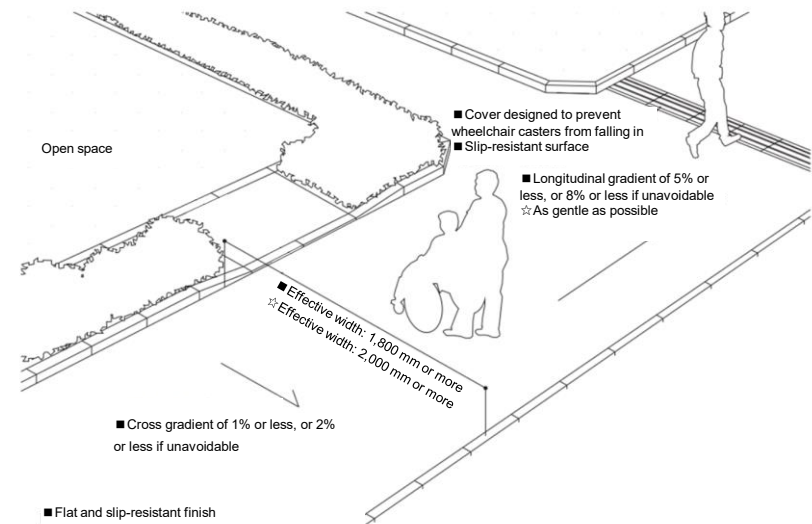 ■Cover designed to prevent
wheelchair casters from falling in
■Slip-resistant surface
Open space
■Longitudinal gradient of 5% or
less, or 8% or less if unavoidable
☆As gentle as possible
■Effective width: 1,800 mm or more
☆Effective width: 2,000 mm or more
■Cross gradient of 1% or less, or 2%
or less if unavoidable
■Flat and slip-resistant finish